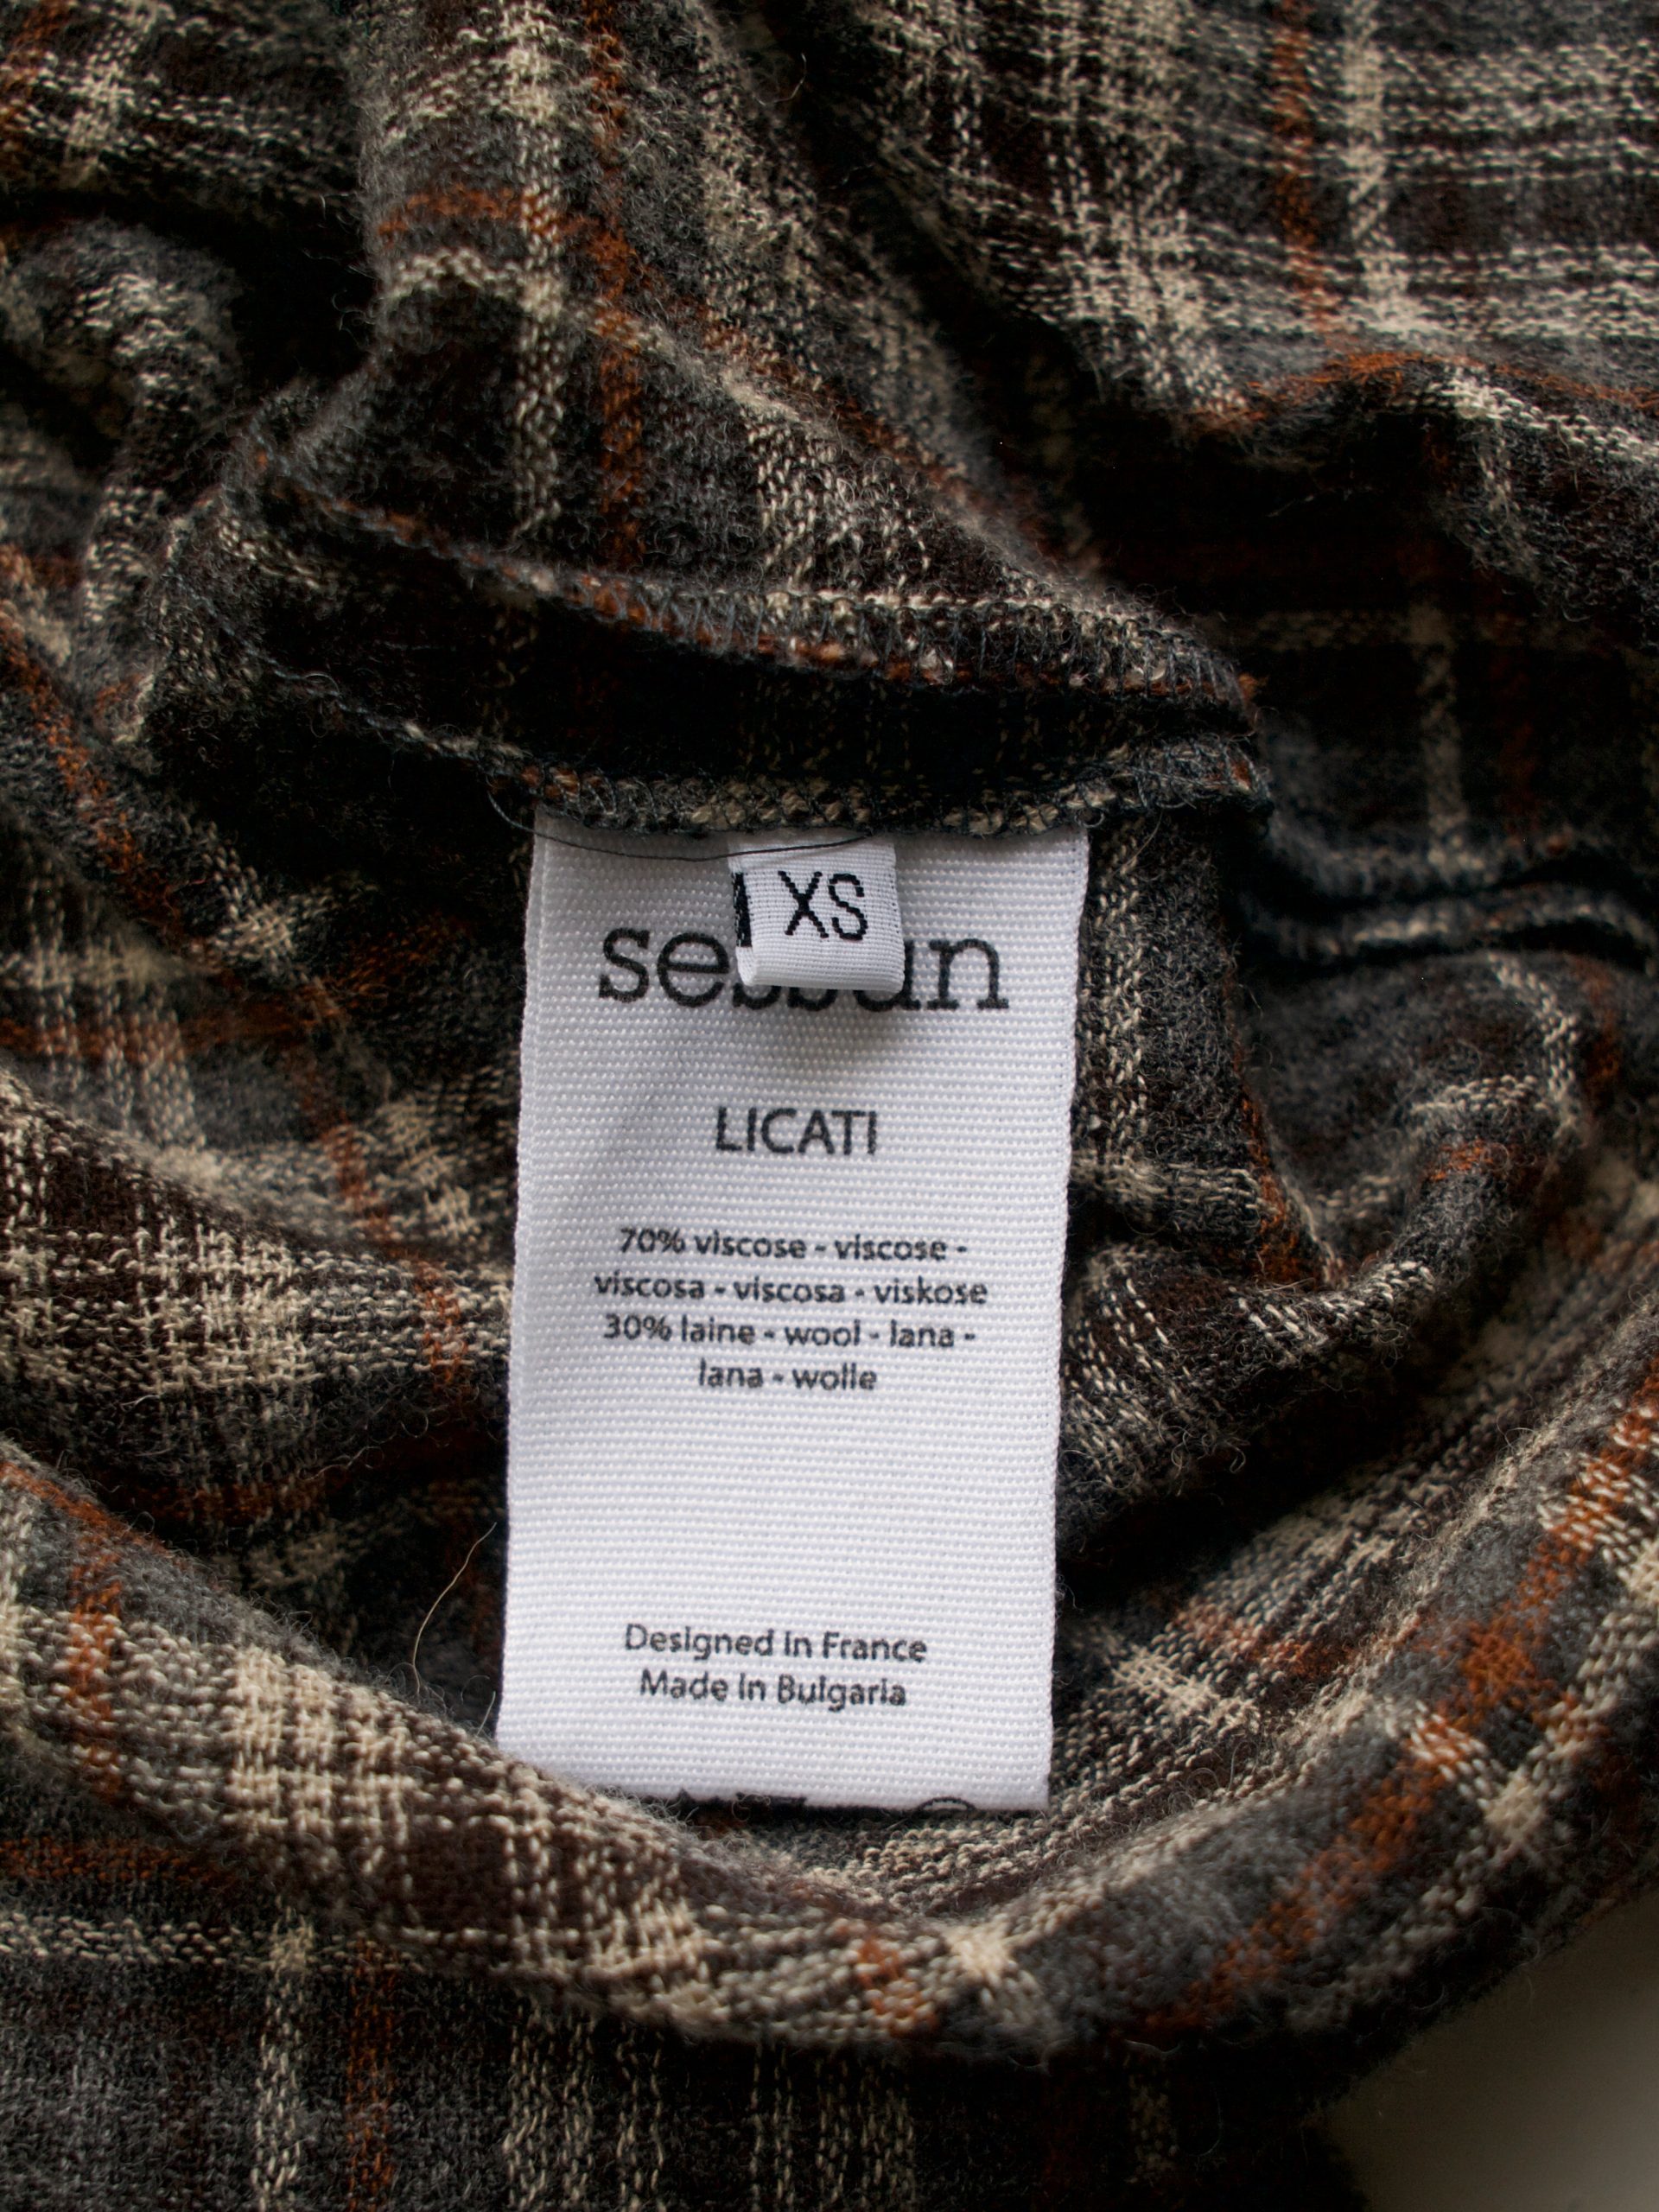 XS
LICATI
70% viscose - viscose -
viscosa - viscosa - viskose
30% laine - wool - lana -
lana - wolle
Designed in France
Made in Bulgaria